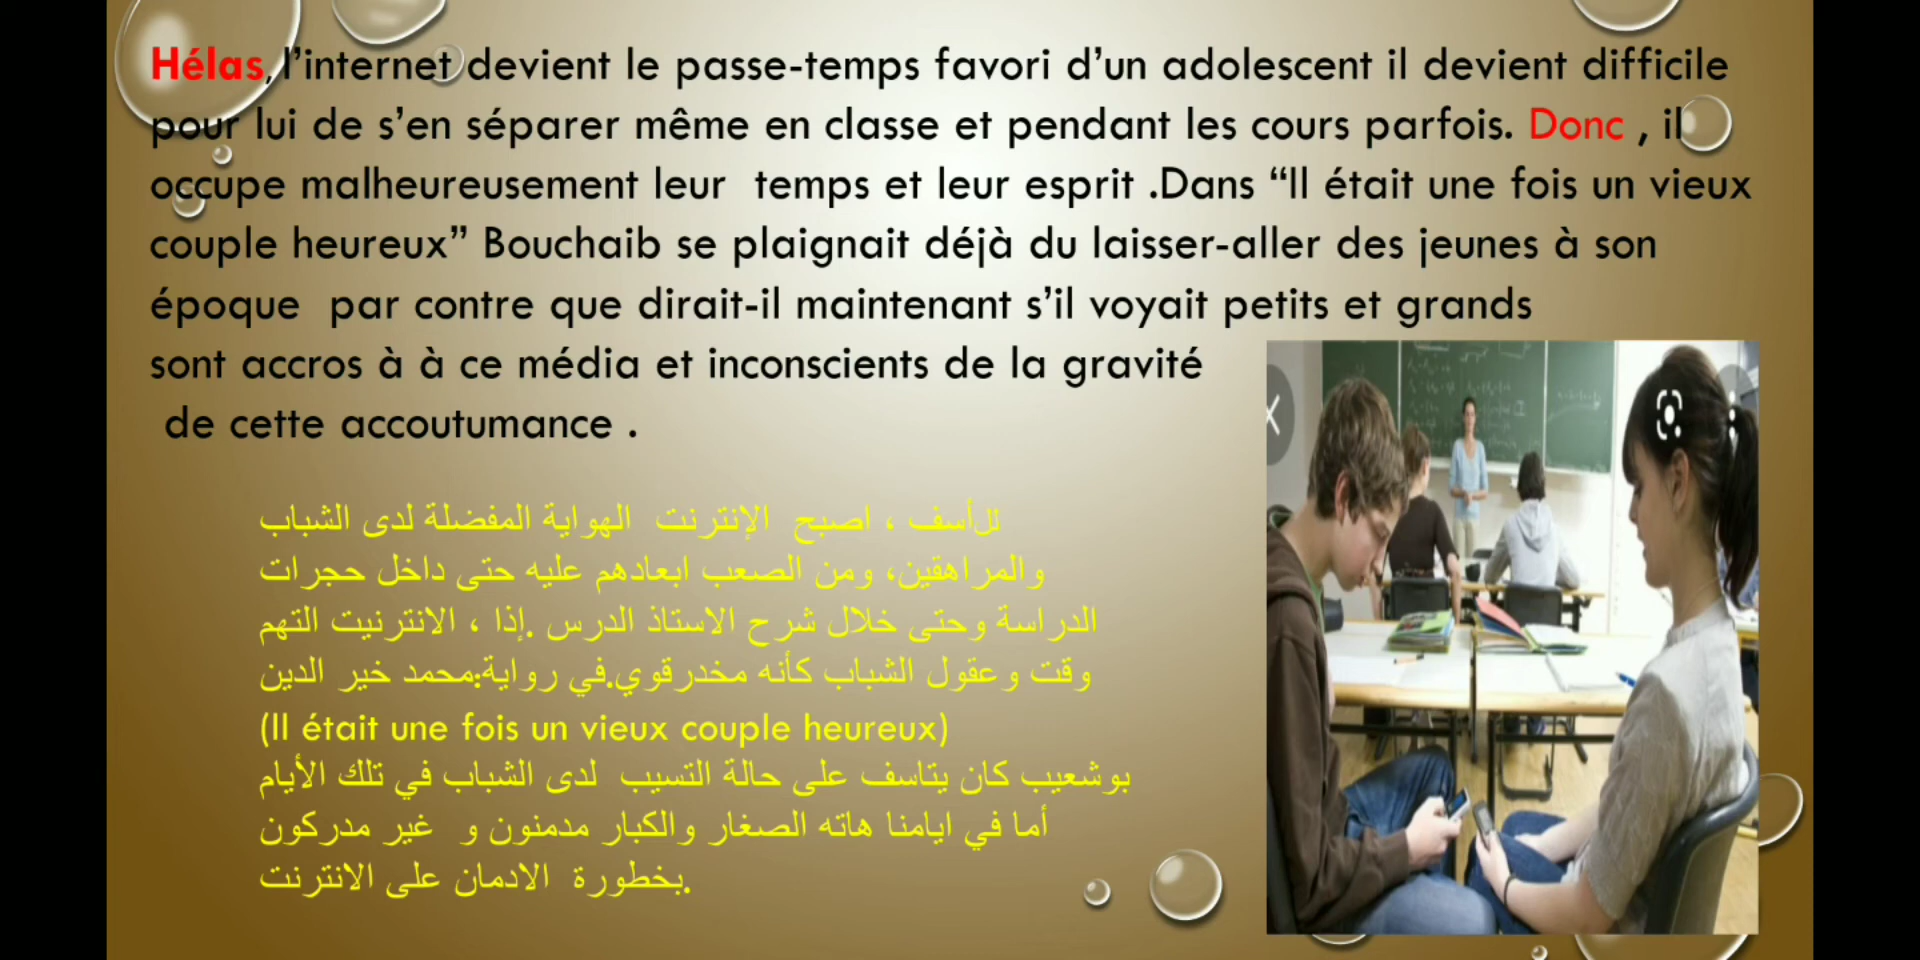 Hélas, l’internet devient le passe-temps favori d’un adolescent il devient difficile
pour lui de s’en séparer même en classe et pendant les cours parfois. Donc , il
occupe malheureusement leur temps et leur esprit .Dans “Il était une fois un vieux
couple heureux” Bouchaib se plaignait déjà du laisser-aller des jeunes à son
époque par contre que dirait-il maintenant s’il voyait petits et grands
sont accros à à ce média et inconscients de la gravité
de cette accoutumance .
للأسف ، اصبح الإنترنت الهواية المفضلة لدى الشباب
والمراهقين، ومن الصعب ابعادهم عليه حتى داخل حجرات
الدراسة وحتى خلال شرح الاستاذ الدرس .إذا ، الانترنيت التهم
وقت وعقول الشباب كأنه مخدرقوي.في رواية:محمد خير الدين
(Il était une fois un vieux couple heureux)
بوشعيب كان يتاسف على حالة التسيب لدى الشباب في تلك الأيام
أما في ايامنا هاته الصغار والكبار مدمنون و غير مدركون
بخطورة الادمان على الانترنت.